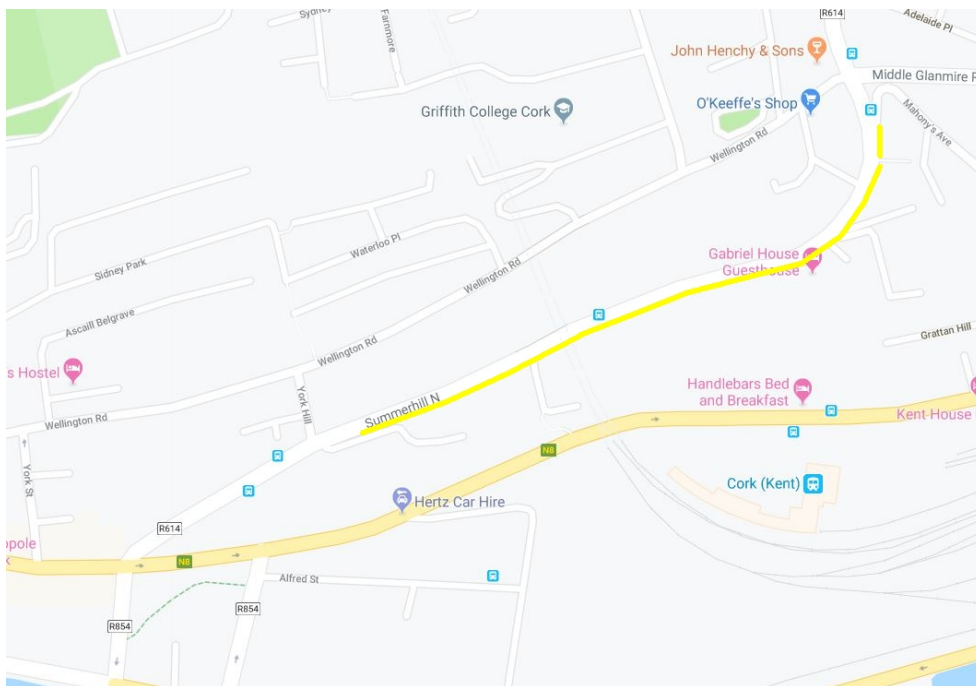 Sydney
Farnmore
R614
Adelaide Pl
John Henchy & Sons
Middle Glanmire R
O'Keeffe's Shop
Griffith College Cork
Mahony's Ave
Wellington Rd
Waterloo Pl
Sidney Park
Gabriel House
Guesthouse
Wellington Rd
Ascaill Belgrave
Grattan Hill
Wellington Rd
s Hostel
Handlebars Bed
and Breakfast
York Hill
Summerhill N
Kent House
Wellington Rd
N8
York St
Cork (Kent)
Hertz Car Hire
R614
opole
k
N8
Alfred St
R854
R854